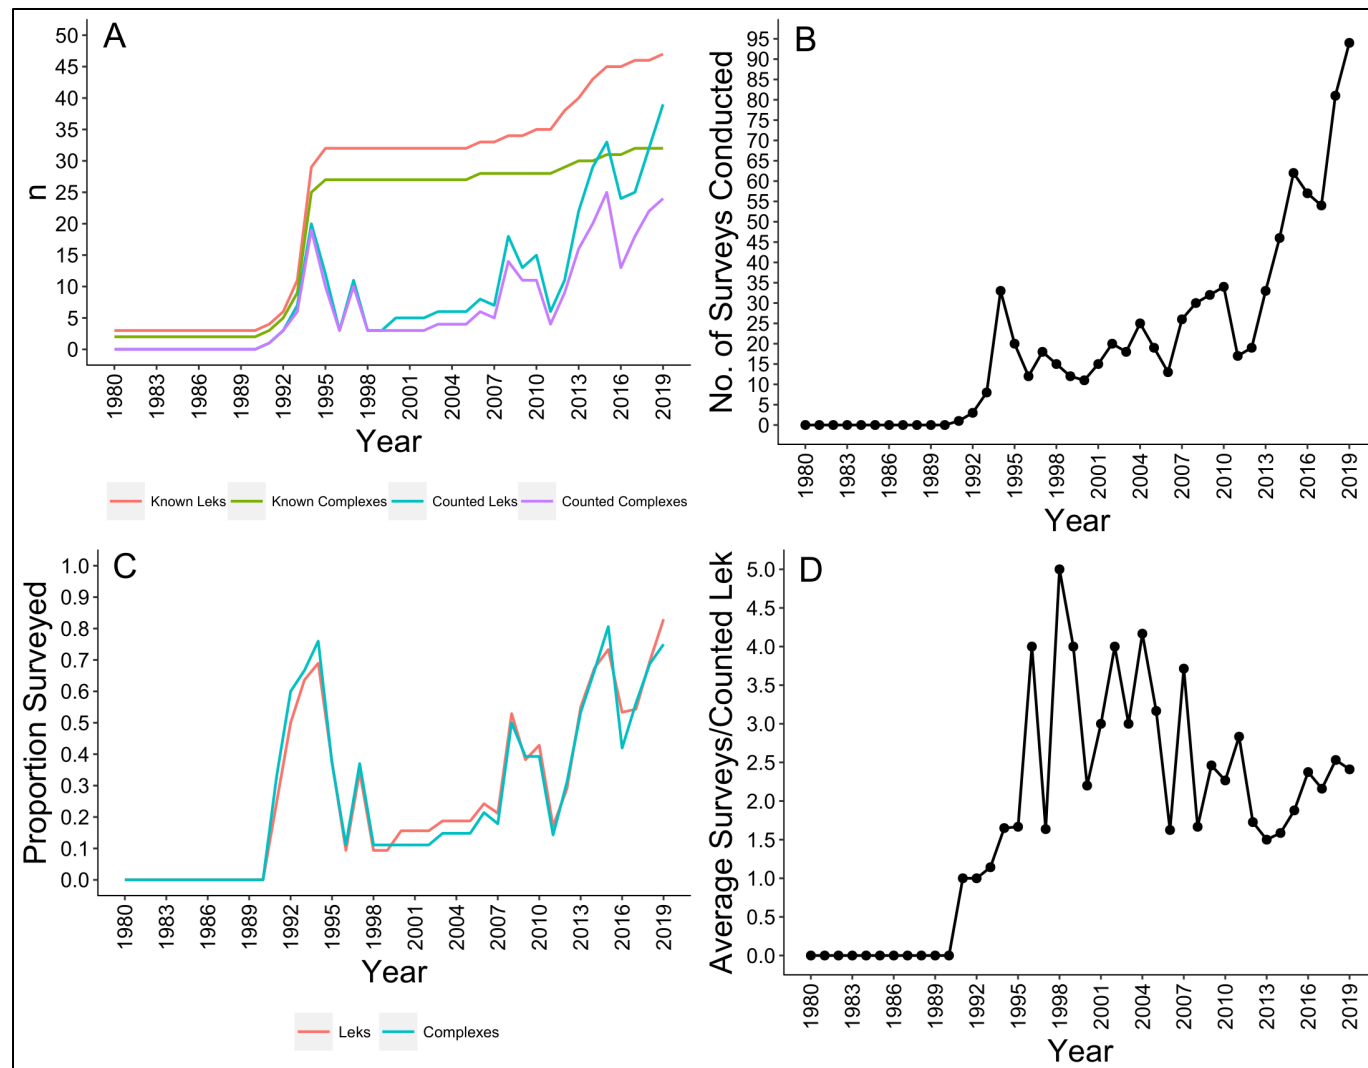 A
n
50
45
40
35
30
25
20
15
10
5
0
1980 1983 1986 1989 1992 1995 1998 2001 2004 2007 2010 2013 2016 2019
Year
Known Leks Known Complexes Counted Leks Counted Complexes
B
No. of Surveys Conducted
95
90
85
80
75
70
65
60
55
50
45
40
35
30
25
20
15
10
5
0
1980 1983 1986 1989 1992 1995 1998 2001 2004 2007 2010 2013 2016 2019
Year
C
Proportion Surveyed
1.0
0.9
0.8
0.7
0.6
0.5
0.4
0.3
0.2
0.1
0.0
1980 1983 1986 1989 1992 1995 1998 2001 2004 2007 2010 2013 2016 2019
Year
Leks Complexes
D
Average Surveys/Counted Lek
5.0
4.5
4.0
3.5
3.0
2.5
2.0
1.5
1.0
0.5
0.0
1980 1983 1986 1989 1992 1995 1998 2001 2004 2007 2010 2013 2016 2019
Year